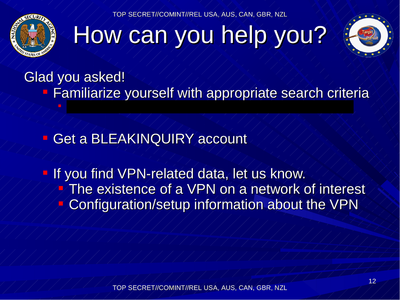 TOP SECRET//COMINT//REL USA, AUS, CAN, GBR, NZL
How can you help you?
Glad you asked!
Familiarize yourself with appropriate search criteria
Get a BLEAKINQUIRY account
If you find VPN-related data, let us know.
The existence of a VPN on a network of interest
Configuration/setup information about the VPN
12
TOP SECRET//COMINT//REL USA, AUS, CAN, GBR, NZL